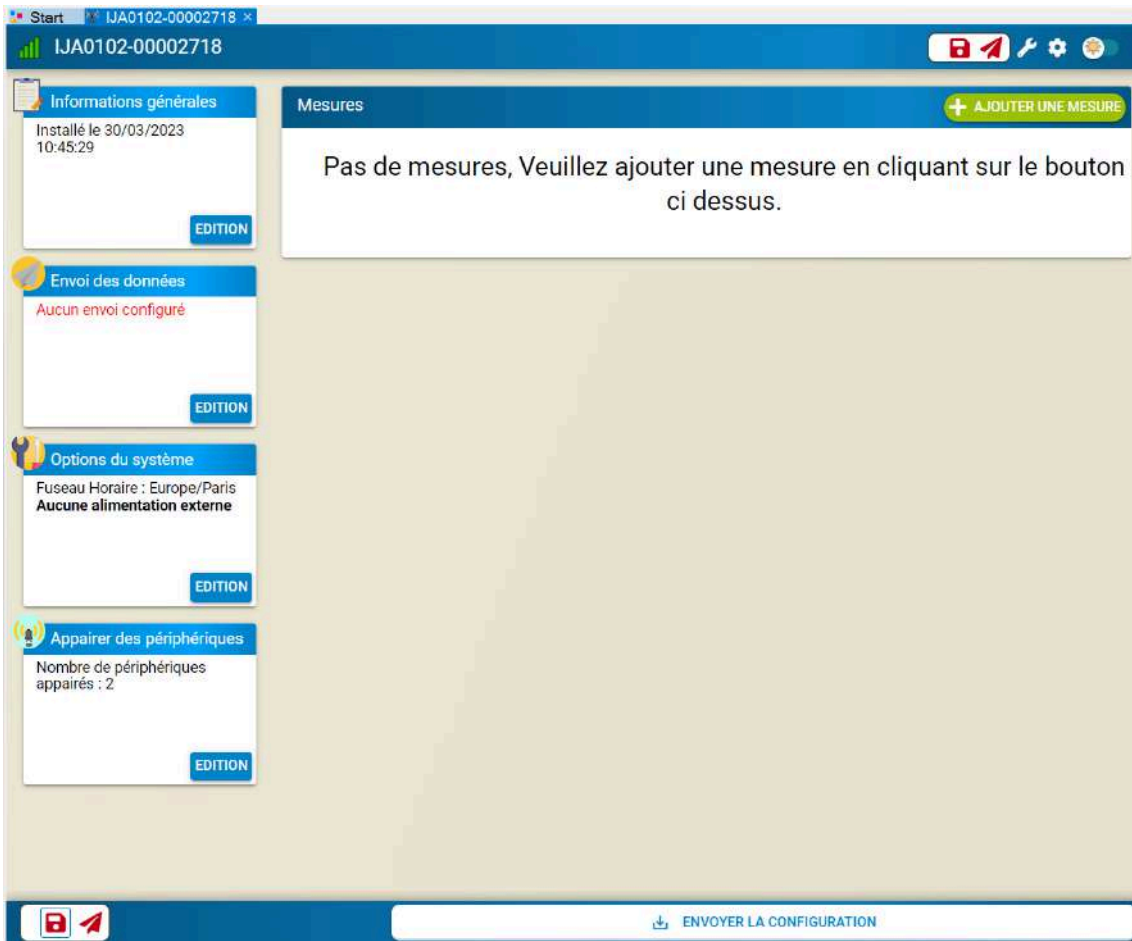 Start
IJA0102-00002718 ×
IJA0102-00002718
Informations générales
Installé le 30/03/2023
10:45:29
EDITION
Envoi des données
Aucun envoi configuré
EDITION
Options du système
Fuseau Horaire : Europe/Paris
Aucune alimentation externe
EDITION
Appairer des périphériques
Nombre de périphériques
appairés : 2
EDITION
Mesures
AJOUTER UNE MESURE
Pas de mesures, Veuillez ajouter une mesure en cliquant sur le bouton
ci dessus.
ENVOYER LA CONFIGURATION